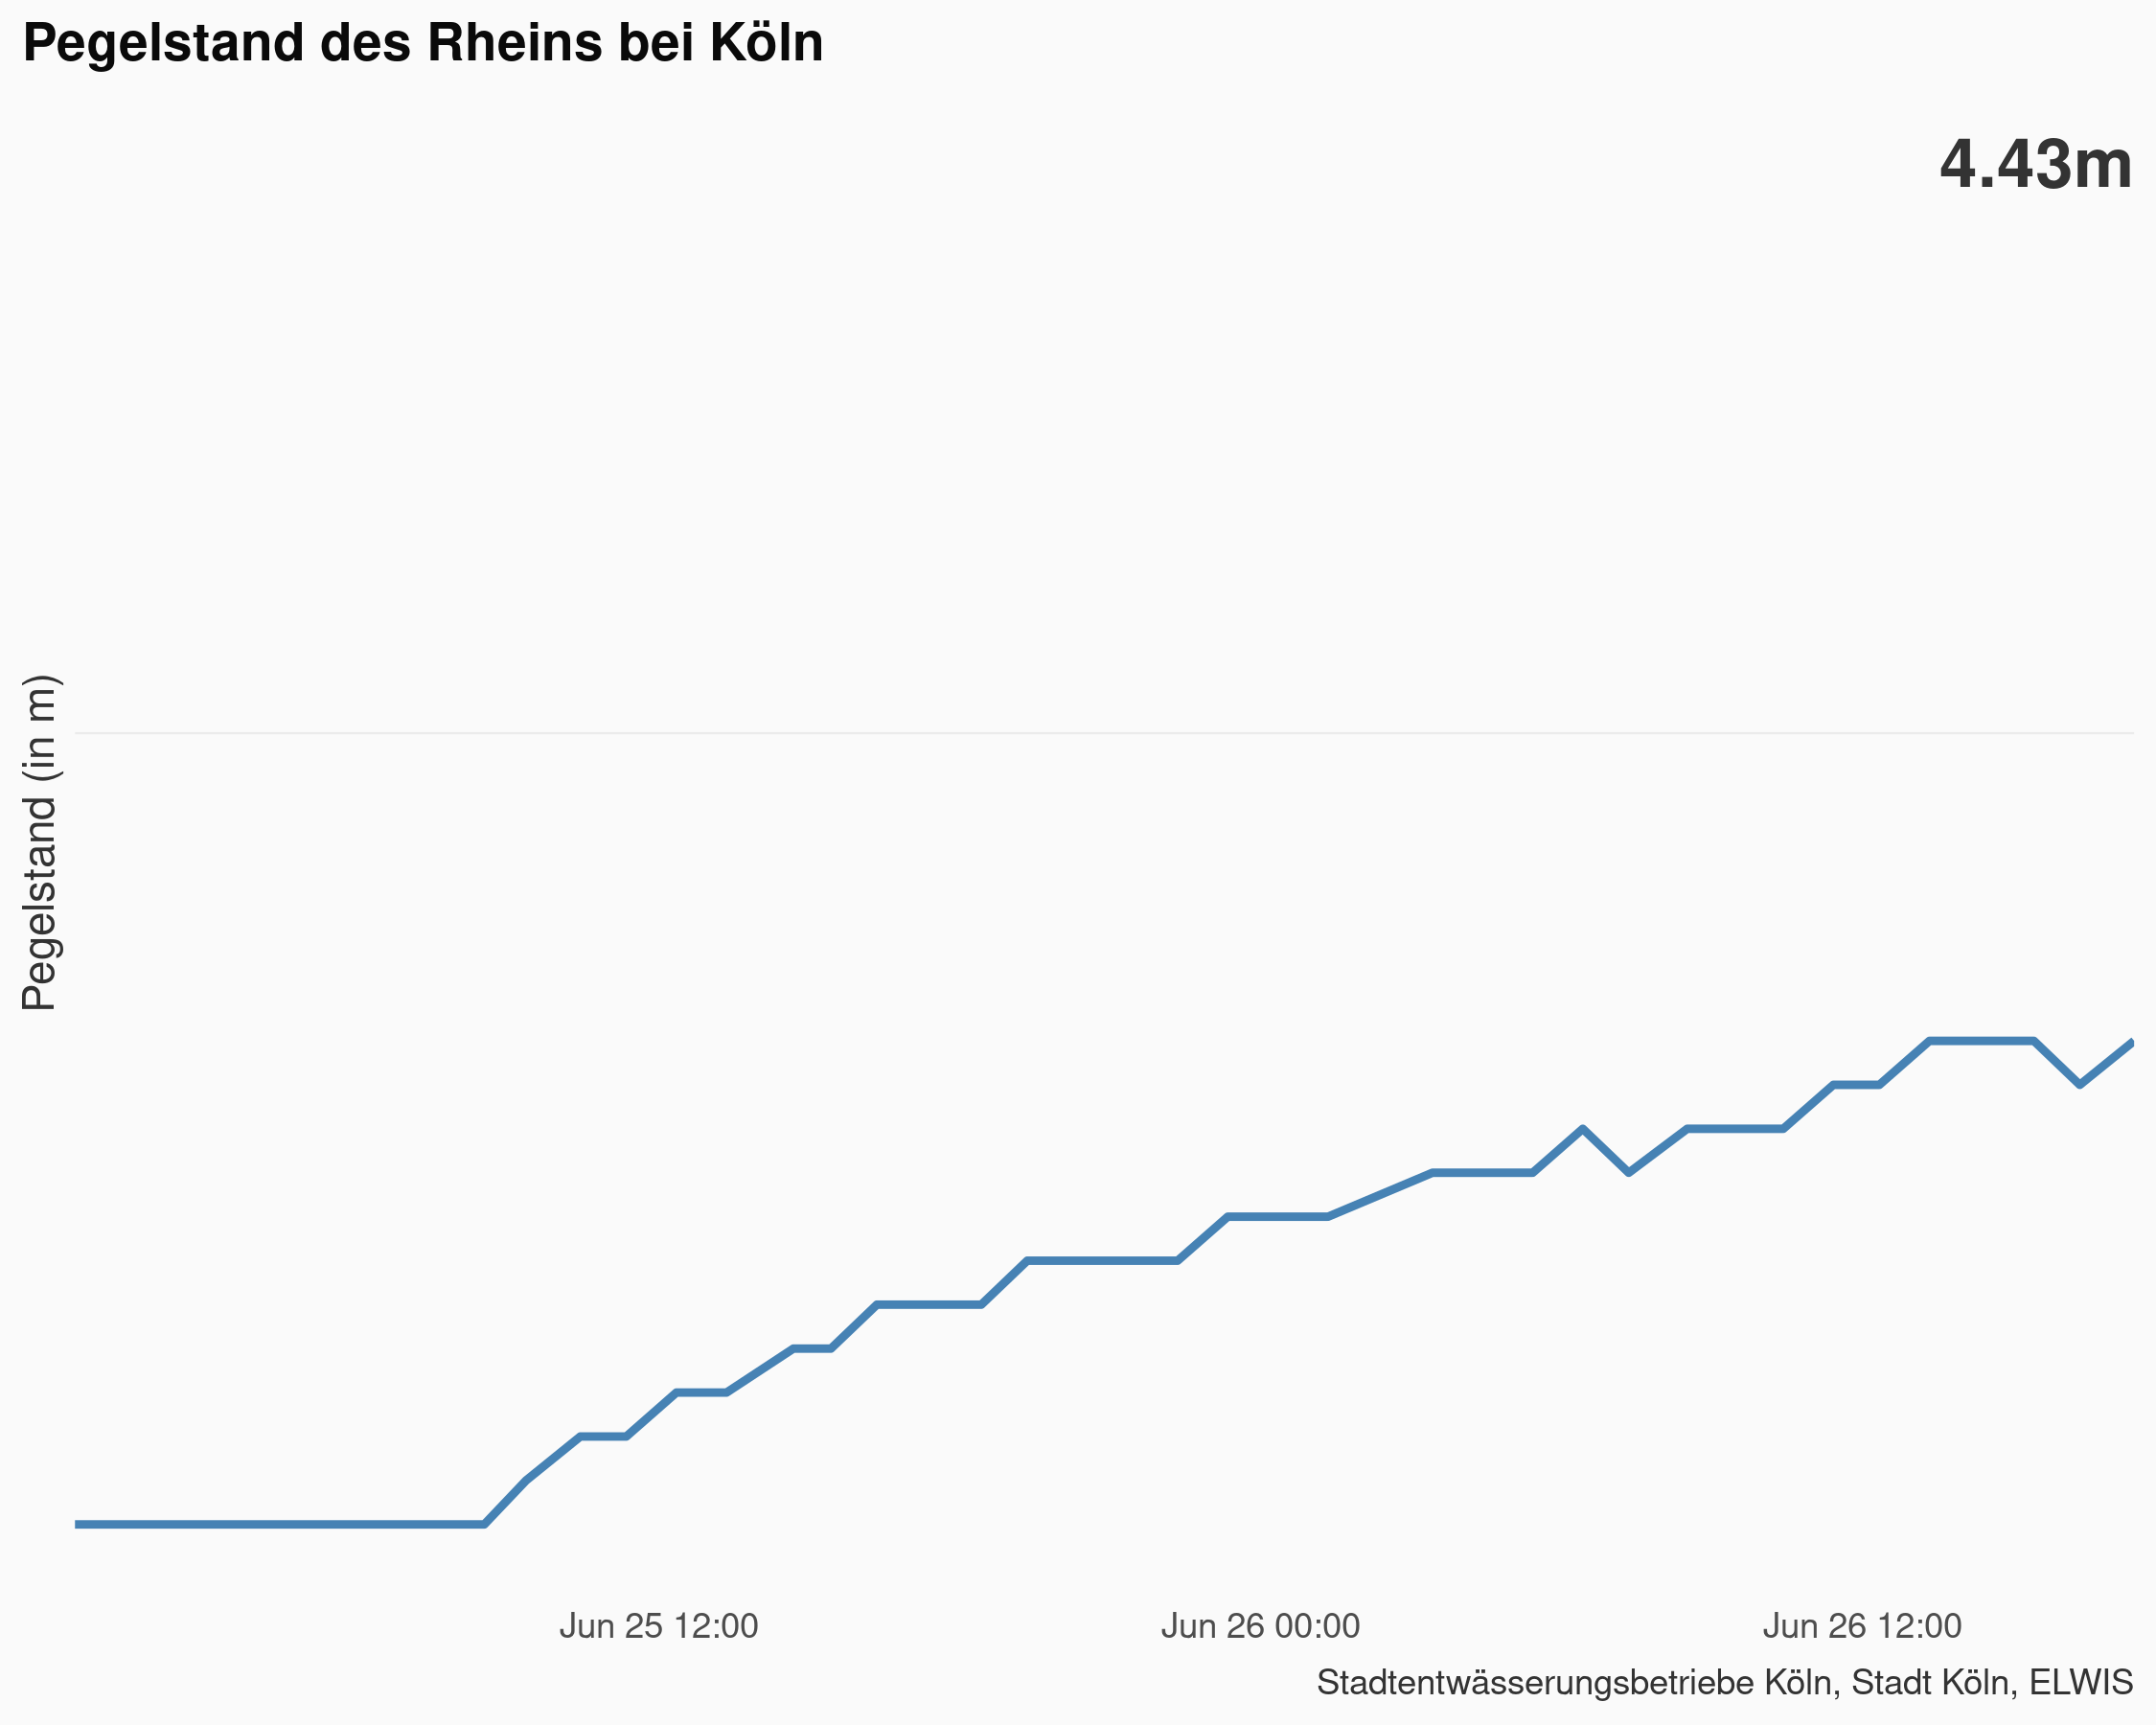 Pegelstand des Rheins bei Köln
4.43m
Pegelstand (in m)
Jun 25 12:00
Jun 26 00:00
Jun 26 12:00
Stadtentwässerungsbetriebe Köln, Stadt Köln, ELWIS